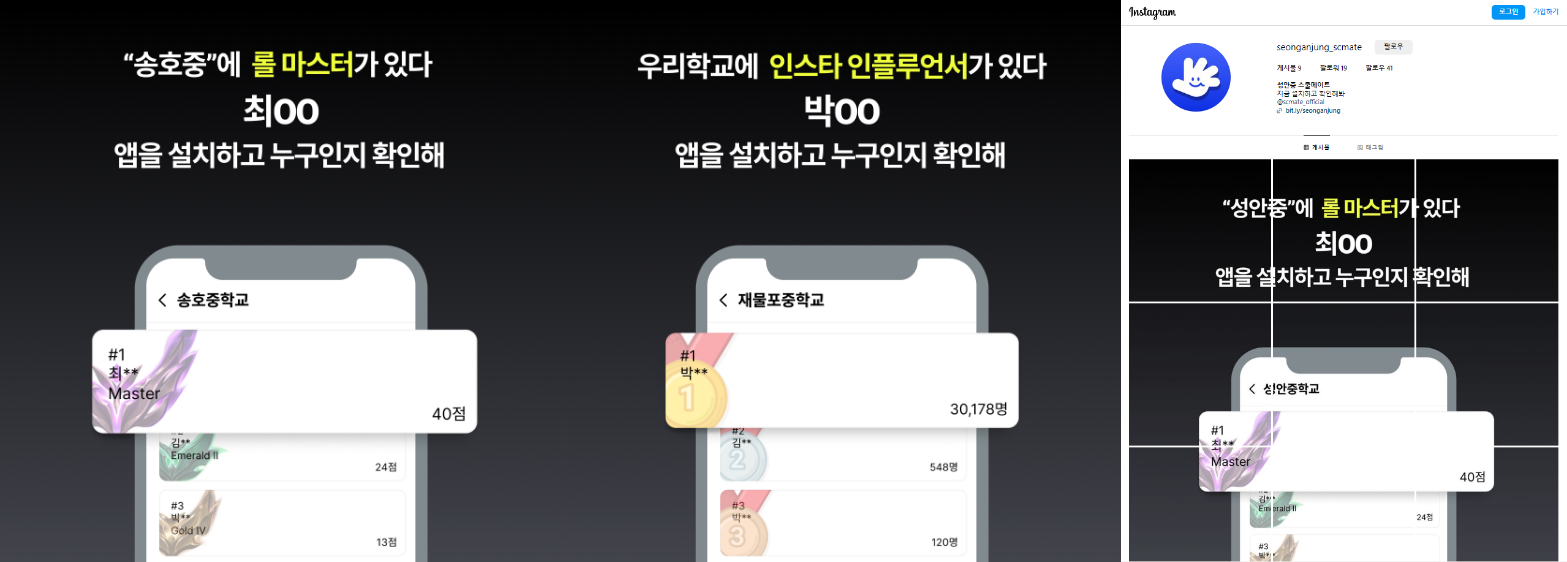 “송호중”에 롤 마스터가 있다
최OO
앱을 설치하고 누구인지 확인해
송호중학교
#1
최**
Master
40점
김**
Emerald II
24점
#3
박**
Gold IV
13점
우리학교에 인스타 인플루언서가 있다
박OO
앱을 설치하고 누구인지 확인해
재물포중학교
#1
박**
1
30,178명
#2
김**
2
548명
#3
박**
3
120명
Instagram
로그인
가입하기
seonganjung_scmate
팔로우
게시물 9 팔로워 19 팔로우 41
성안중 스쿨메이트
지금 설치하고 확인해봐
@scmate_official
bit.ly/seonganjung
게시물
태그됨
“성안중”에 롤 마스터가 있다
최OO
앱을 설치하고 누구인지 확인해
성안중학교
#1
최**
Master
40점
김**
Emerald II
24점
#3
박**